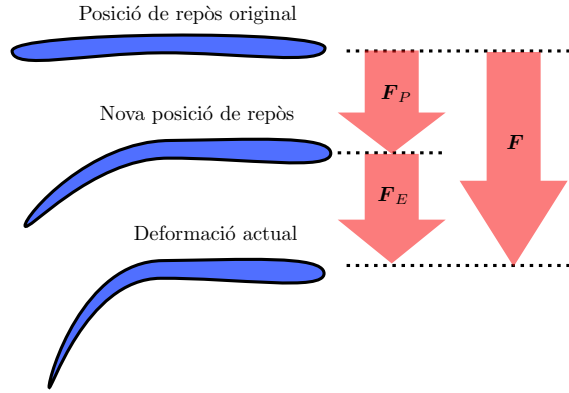 Posició de repòs original
F_P
Nova posició de repòs
F
F_E
Deformació actual